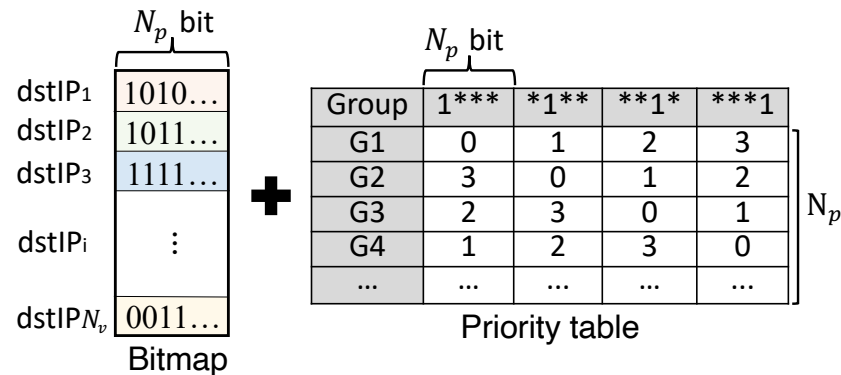 N_p bit
dstIP1 1010...
dstIP2 1011...
dstIP3 1111...
dstIPi ⋮
dstIPN_v 0011...
Bitmap
+
N_p bit
Group 1*** *1** **1* ***1
G1 0 1 2 3
G2 3 0 1 2
G3 2 3 0 1
G4 1 2 3 0
... ... ... ... ...
N_p
Priority table